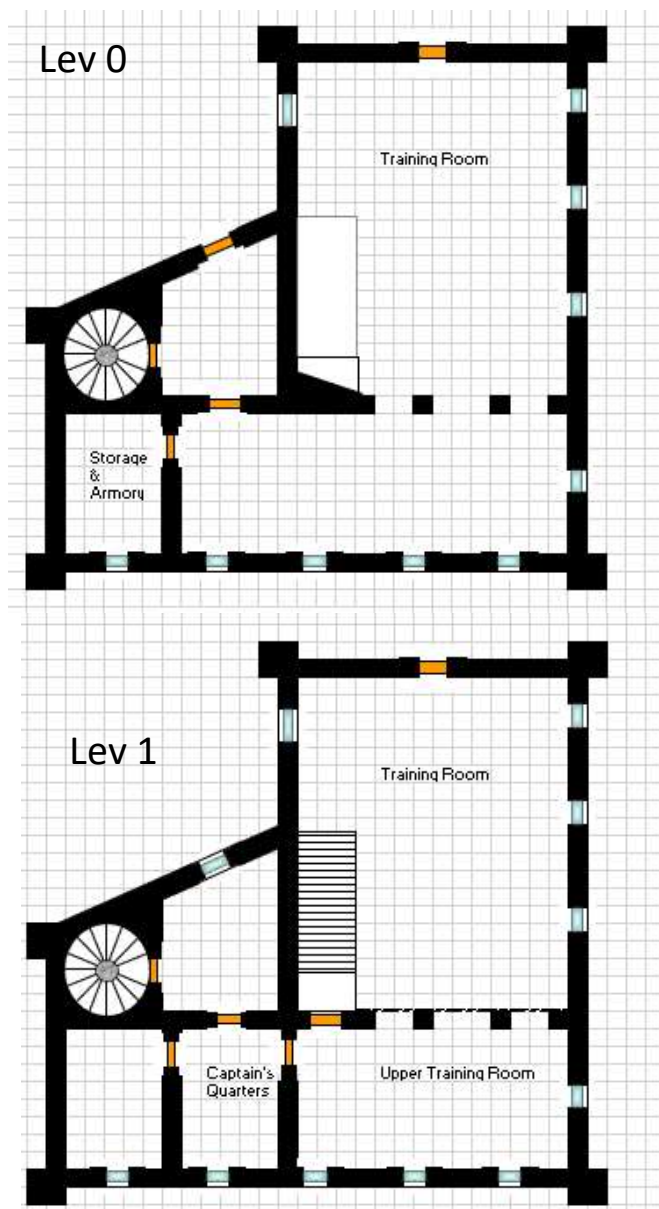 Lev 0
Training Room
Storage
&
Armory
Lev 1
Training Room
Captain's
Quarters
Upper Training Room